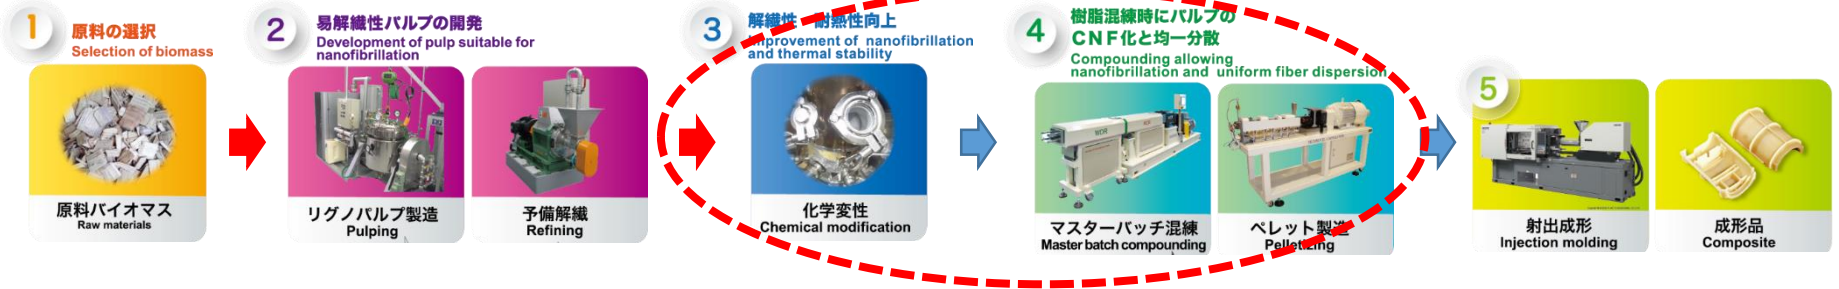 1
原料の選択
Selection of biomass
原料バイオマス
Raw materials
2
易解繊性パルプの開発
Development of pulp suitable for
nanofibrillation
リグノパルプ製造
Pulping
予備解繊
Refining
3
解繊性 耐熱性向上
Improvement of nanofibrillation
and thermal stability
化学変性
Chemical modification
4
樹脂混練時にパルプの
CNF化と均一分散
Compounding allowing
nanofibrillation and uniform fiber dispersion
マスターバッチ混練
Master batch compounding
ペレット製造
Pelletizing
5
射出成形
Injection molding
成形品
Composite